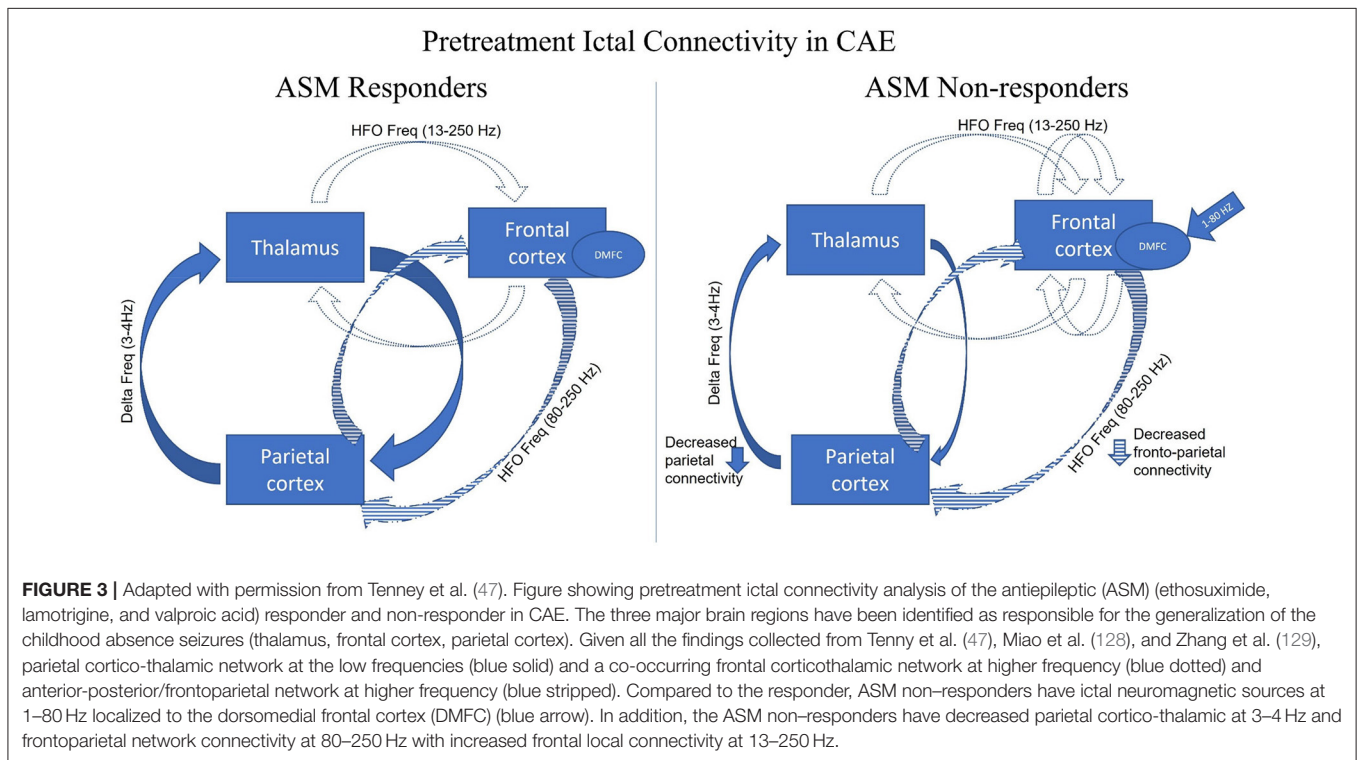 Pretreatment Ictal Connectivity in CAE
ASM Responders
HFO Freq (13-250 Hz)
Thalamus
Frontal
cortex
DMFC
Delta Freq (3-4Hz)
Parietal
cortex
HFO Freq (80-250 Hz)
ASM Non-responders
HFO Freq (13-250 Hz)
Thalamus
Frontal
cortex
DMFC
1-80 HZ
Delta Freq (3-4Hz)
Decreased
parietal
connectivity
Parietal
cortex
HFO Freq (80-250 Hz)
Decreased
fronto-parietal
connectivity
FIGURE 3 | Adapted with permission from Tenney et al. (47). Figure showing pretreatment ictal connectivity analysis of the antiepileptic (ASM) (ethosuximide,
lamotrigine, and valproic acid) responder and non-responder in CAE. The three major brain regions have been identified as responsible for the generalization of the
childhood absence seizures (thalamus, frontal cortex, parietal cortex). Given all the findings collected from Tenny et al. (47), Miao et al. (128), and Zhang et al. (129),
parietal cortico-thalamic network at the low frequencies (blue solid) and a co-occurring frontal corticothalamic network at higher frequency (blue dotted) and
anterior-posterior/frontoparietal network at higher frequency (blue stripped). Compared to the responder, ASM non–responders have ictal neuromagnetic sources at
1–80 Hz localized to the dorsomedial frontal cortex (DMFC) (blue arrow). In addition, the ASM non–responders have decreased parietal cortico-thalamic at 3–4 Hz and
frontoparietal network connectivity at 80–250 Hz with increased frontal local connectivity at 13–250 Hz.